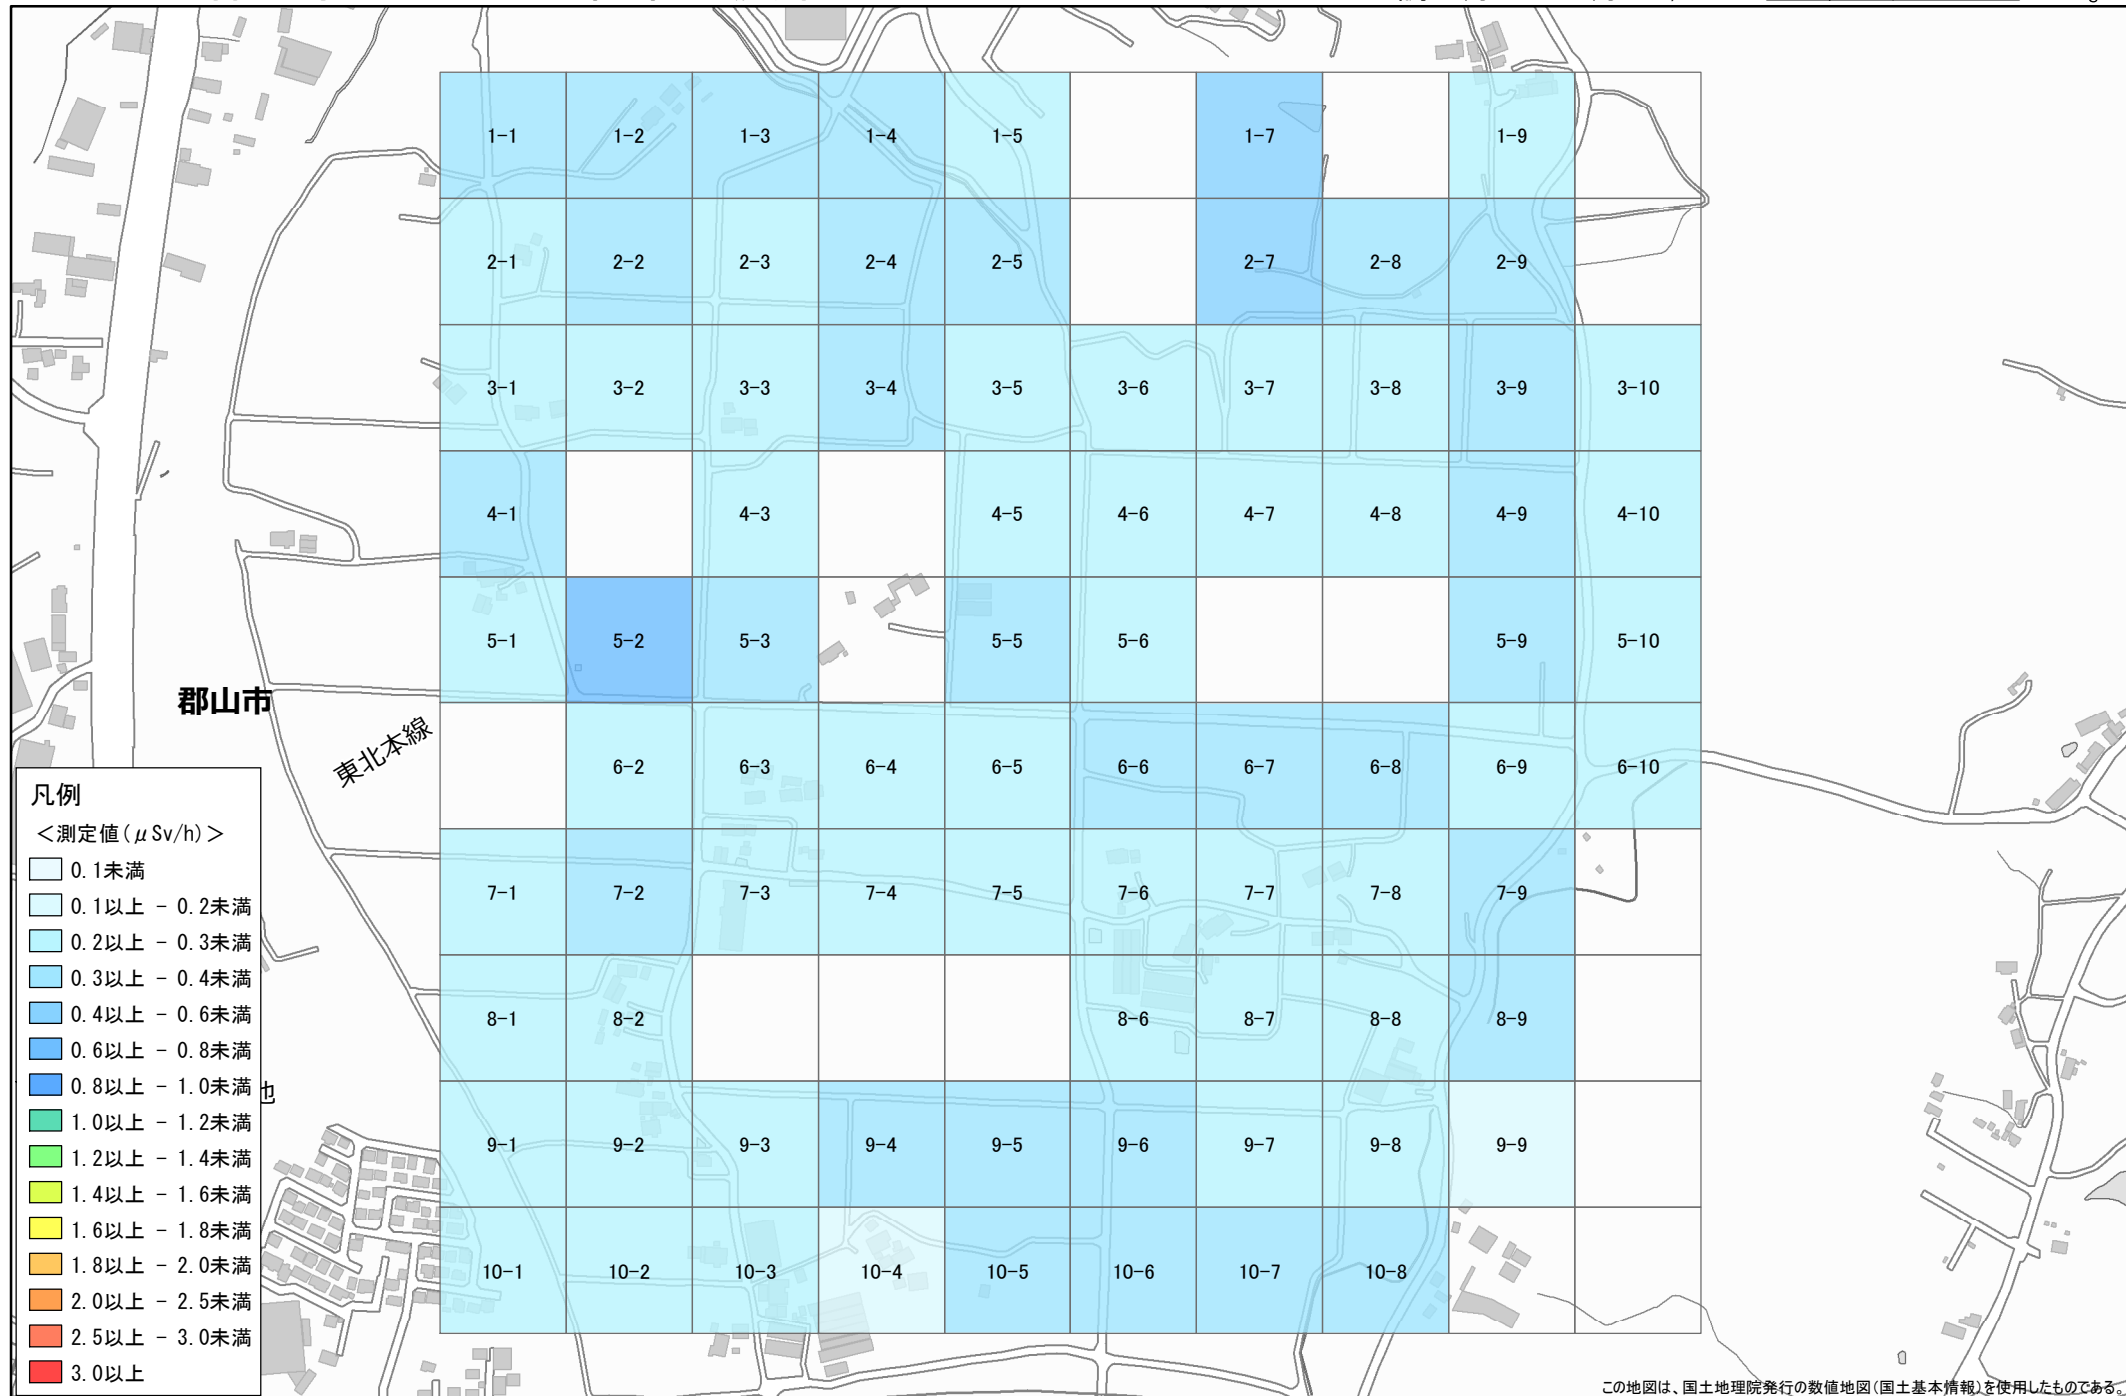 1-1 1-2 1-3 1-4 1-5 1-7 1-9
2-1 2-2 2-3 2-4 2-5 2-7 2-8 2-9
3-1 3-2 3-3 3-4 3-5 3-6 3-7 3-8 3-9 3-10
4-1 4-3 4-5 4-6 4-7 4-8 4-9 4-10
5-1 5-2 5-3 5-5 5-6 5-9 5-10
郡山市
東北本線
6-2 6-3 6-4 6-5 6-6 6-7 6-8 6-9 6-10
7-1 7-2 7-3 7-4 7-5 7-6 7-7 7-8 7-9
8-1 8-2 8-6 8-7 8-8 8-9
9-1 9-2 9-3 9-4 9-5 9-6 9-7 9-8 9-9
10-1 10-2 10-3 10-4 10-5 10-6 10-7 10-8
凡例
＜測定値(μSv/h)＞
0.1未満
0.1以上 - 0.2未満
0.2以上 - 0.3未満
0.3以上 - 0.4未満
0.4以上 - 0.6未満
0.6以上 - 0.8未満
0.8以上 - 1.0未満
1.0以上 - 1.2未満
1.2以上 - 1.4未満
1.4以上 - 1.6未満
1.6以上 - 1.8未満
1.8以上 - 2.0未満
2.0以上 - 2.5未満
2.5以上 - 3.0未満
3.0以上
この地図は、国土地理院発行の数値地図(国土基本情報)を使用したものである。